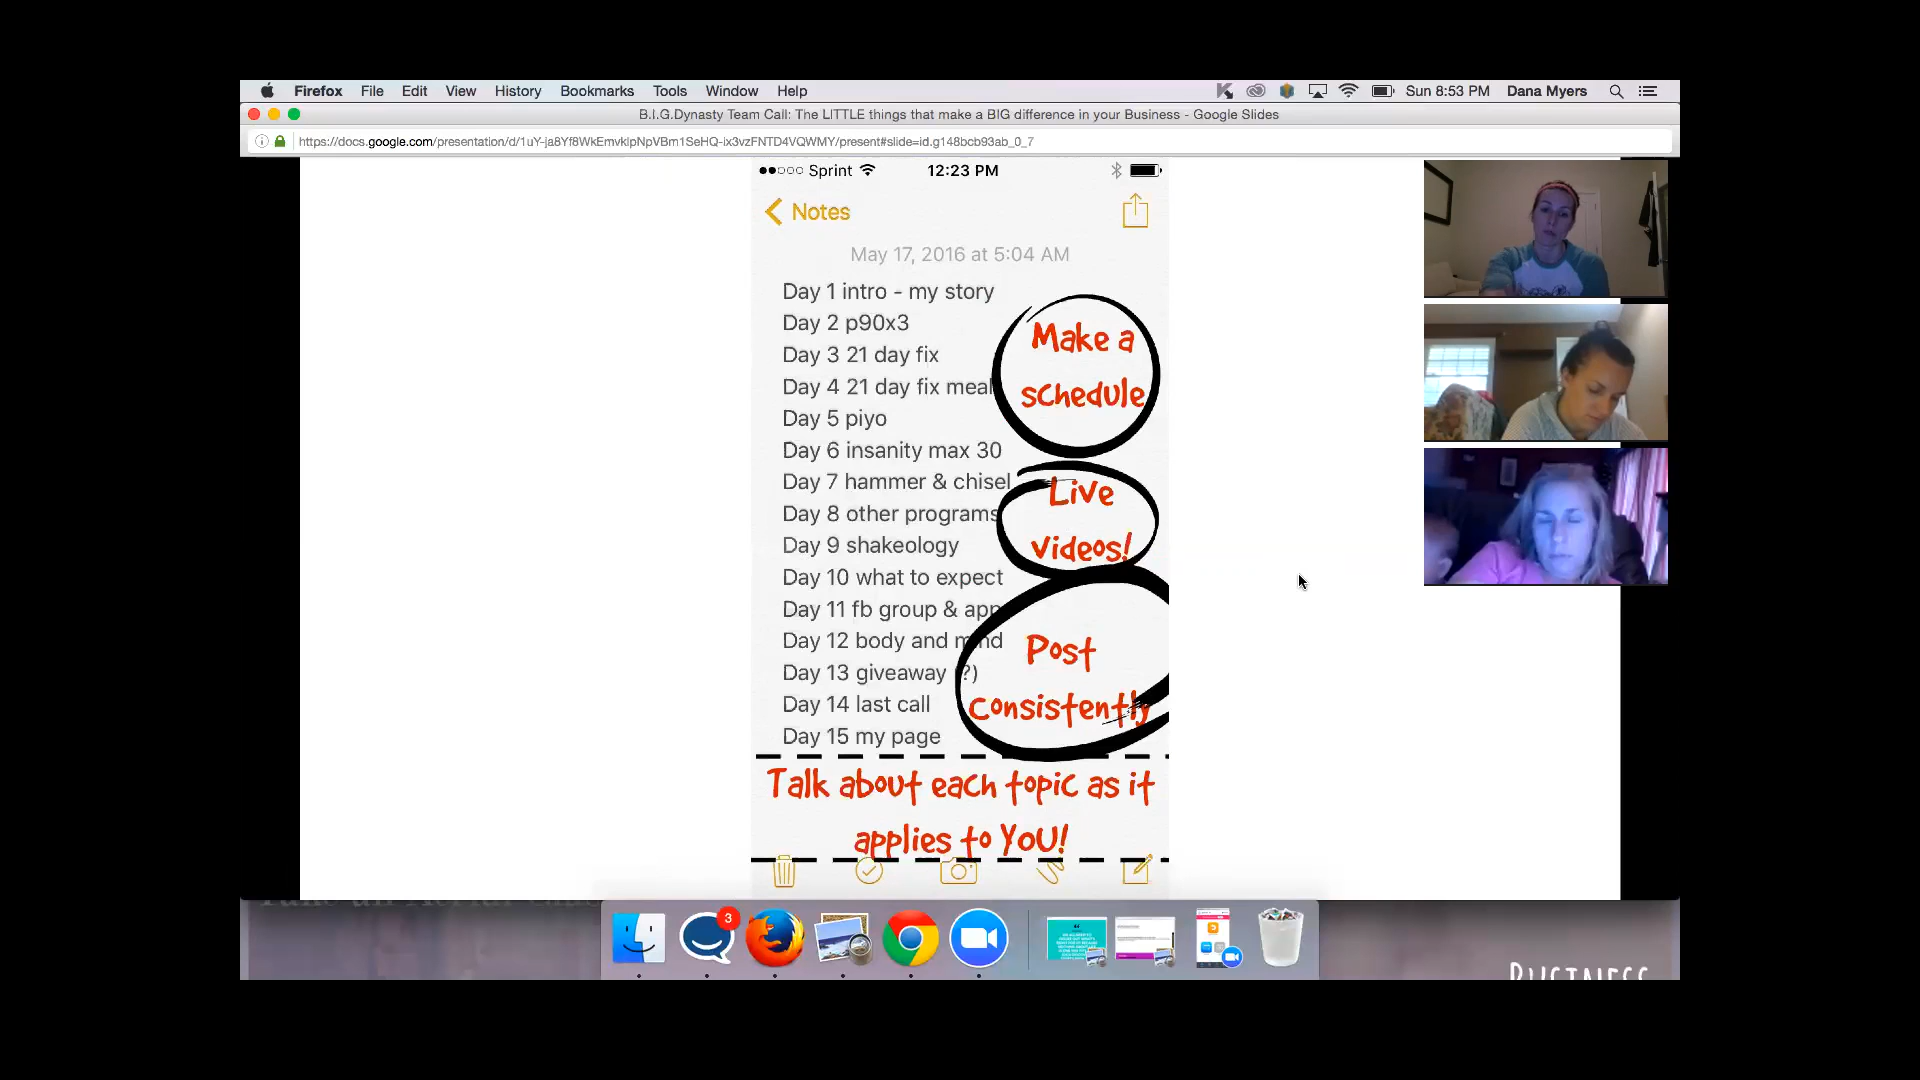 Firefox File Edit View History Bookmarks Tools Window Help Sun 8:53 PM Dana Myers
B.I.G.Dynasty Team Call: The LITTLE things that make a BIG difference in your Business - Google Slides
https://docs.google.com/presentation/d/1uY-ja8Yf8WkEmvklpNpVBm1SeHQ-ix3vzFNTD4VQWMY/present#slide=id.g148bcb93ab_0_7
Sprint 12:23 PM
Notes
May 17, 2016 at 5:04 AM
Day 1 intro - my story
Day 2 p90x3
Day 3 21 day fix
Day 4 21 day fix meal
Day 5 piyo
Day 6 insanity max 30
Day 7 hammer & chisel
Day 8 other programs
Day 9 shakeology
Day 10 what to expect
Day 11 fb group & app
Day 12 body and mind
Day 13 giveaway (?)
Day 14 last call
Day 15 my page
Make a
schedule
Live
videos!
Post
consistently
Talk about each topic as it
applies to YOU!
3
BUSINESS